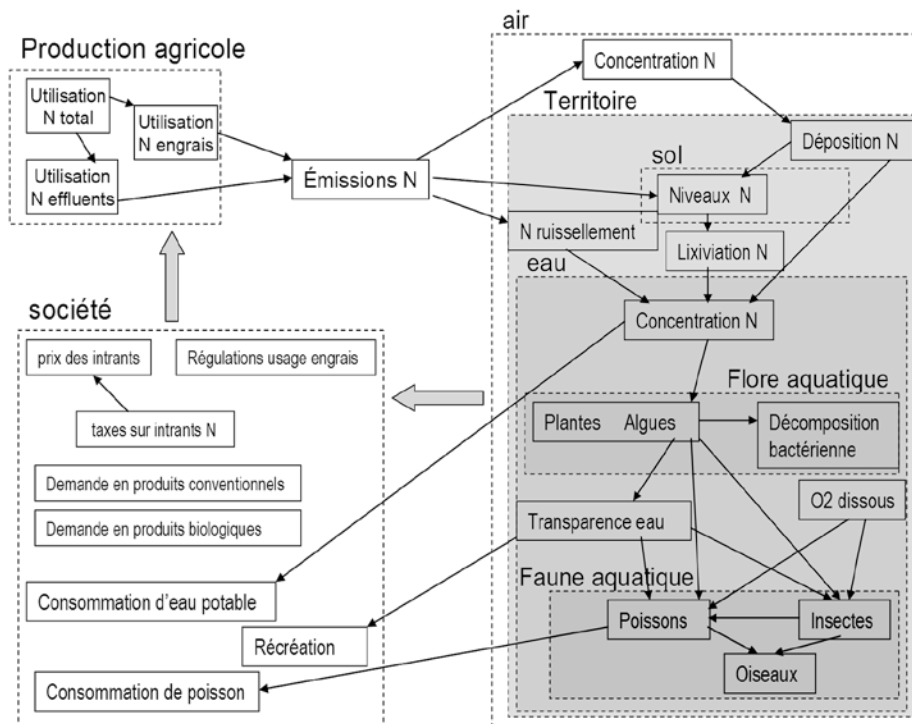 Production agricole
Utilisation
N total
Utilisation
N engrais
Utilisation
N effluents
Émissions N
air
Concentration N
Territoire
Déposition N
sol
Niveaux N
N ruissellement
Lixiviation N
eau
Concentration N
Flore aquatique
Plantes Algues
Décomposition
bactérienne
O2 dissous
Transparence eau
Faune aquatique
Poissons
Insectes
Oiseaux
société
prix des intrants
Régulations usage engrais
taxes sur intrants N
Demande en produits conventionnels
Demande en produits biologiques
Consommation d'eau potable
Récréation
Consommation de poisson